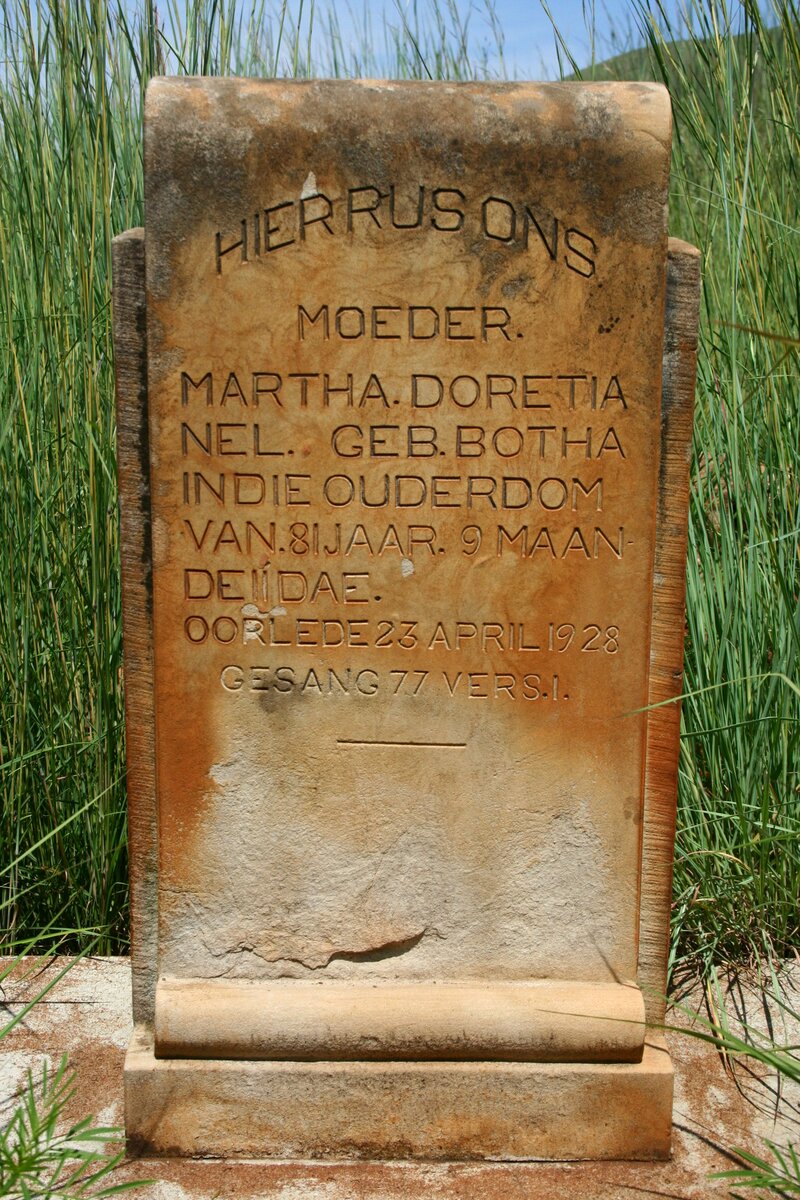 HIER RUS ONS
MOEDER.
MARTHA. DORETIA
NEL. GEB. BOTHA
IN DIE OUDERDOM
VAN. 81 JAAR. 9 MAAN-
DE 11 DAE.
OORLEDE 23 APRIL 1928
GESANG 77 VERS. 1.